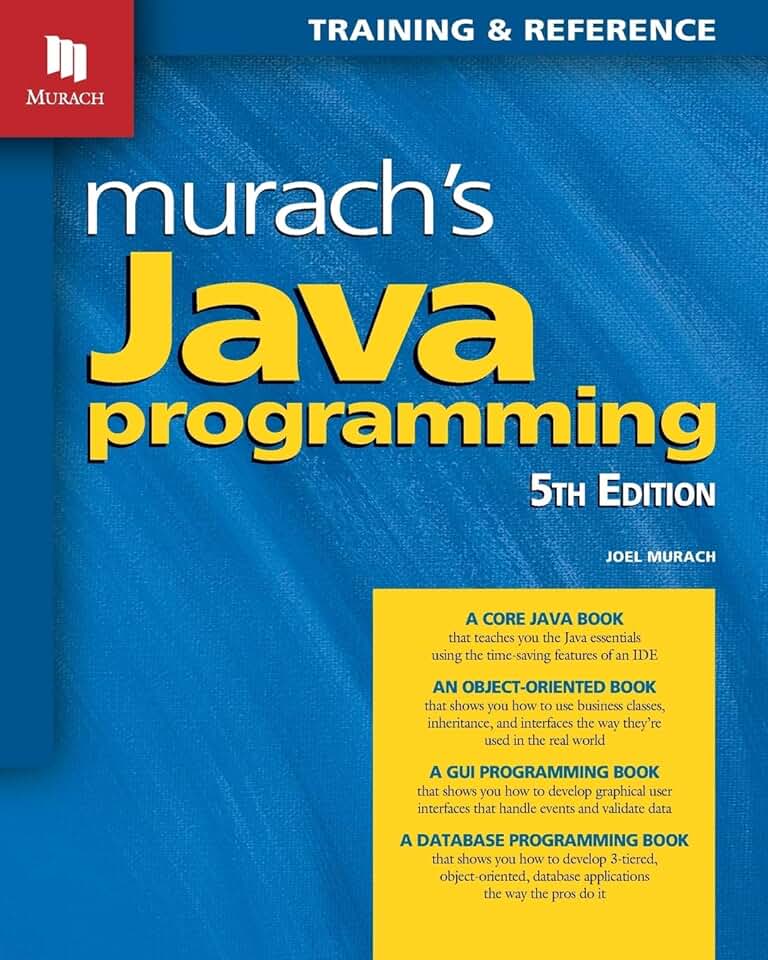 TRAINING & REFERENCE
MURACH
murach's
Java
programming
5TH EDITION
JOEL MURACH
A CORE JAVA BOOK
that teaches you the Java essentials
using the time-saving features of an IDE
AN OBJECT-ORIENTED BOOK
that shows you how to use business classes,
inheritance, and interfaces the way they're
used in the real world
A GUI PROGRAMMING BOOK
that shows you how to develop graphical user
interfaces that handle events and validate data
A DATABASE PROGRAMMING BOOK
that shows you how to develop 3-tiered,
object-oriented, database applications
the way the pros do it